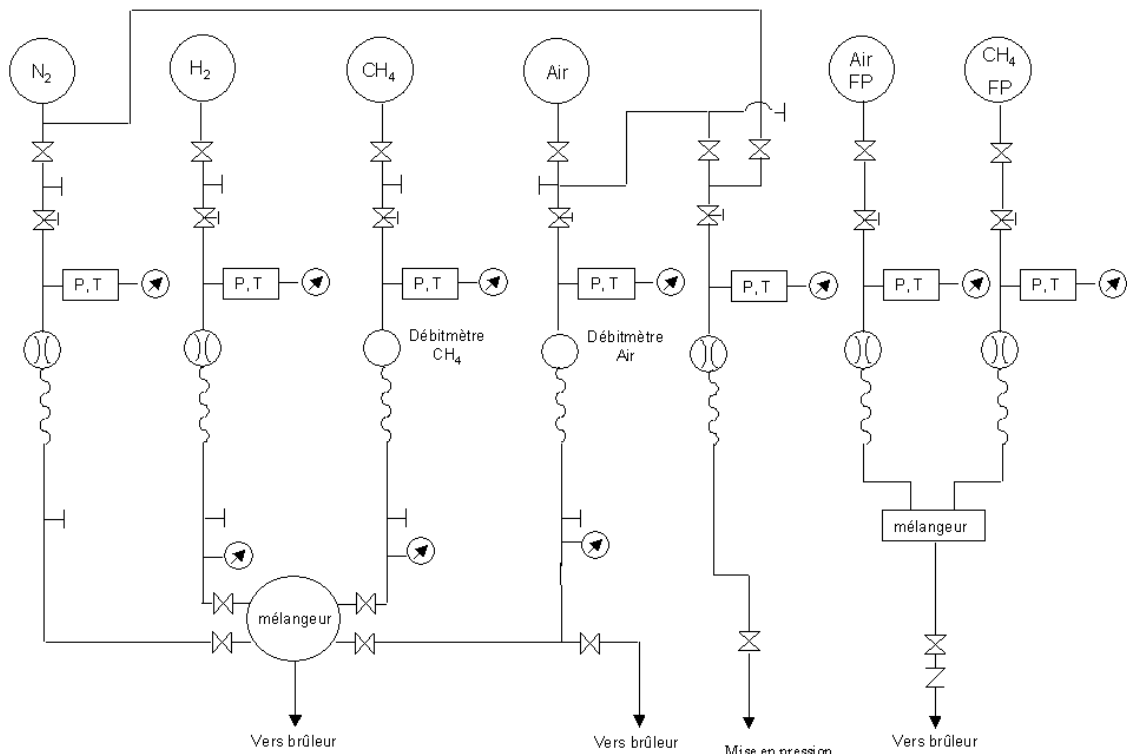 N₂
H₂
CH₄
Air
Air
FP
CH₄
FP
P, T
P, T
P, T
P, T
P, T
P, T
P, T
Débitmètre
CH₄
Débitmètre
Air
mélangeur
mélangeur
Vers brûleur
Vers brûleur
Mise en pression
Vers brûleur